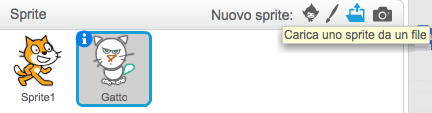 Sprite Nuovo sprite:
Carica uno sprite da un file
i
Sprite1 Gatto